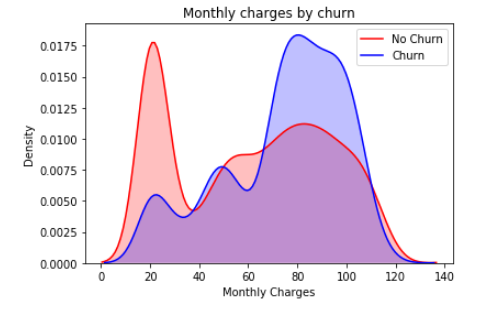 Monthly charges by churn
No Churn
Churn
0.0175
0.0150
0.0125
0.0100
0.0075
0.0050
0.0025
0.0000
Density
0 20 40 60 80 100 120 140
Monthly Charges